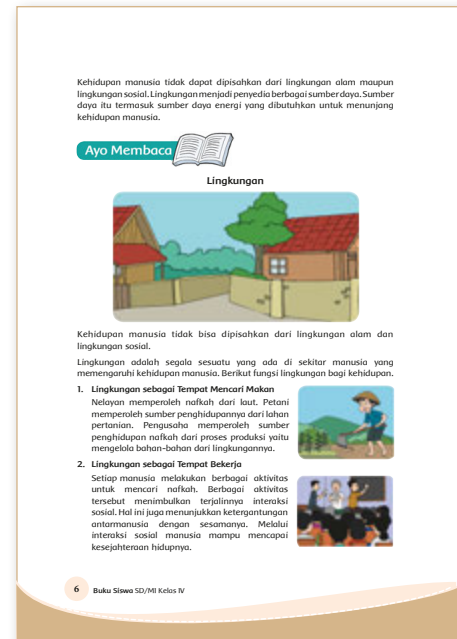 Kehidupan manusia tidak dapat dipisahkan dari lingkungan alam maupun
lingkungan sosial. Lingkungan menjadi penyedia berbagai sumber daya. Sumber
daya itu termasuk sumber daya energi yang dibutuhkan untuk menunjang
kehidupan manusia.
Ayo Membaca
Lingkungan
Kehidupan manusia tidak bisa dipisahkan dari lingkungan alam dan
lingkungan sosial.
Lingkungan adalah segala sesuatu yang ada di sekitar manusia yang
memengaruhi kehidupan manusia. Berikut fungsi lingkungan bagi kehidupan.
1. Lingkungan sebagai Tempat Mencari Makan
Nelayan memperoleh nafkah dari laut. Petani
memperoleh sumber penghidupannya dari lahan
pertanian. Pengusaha memperoleh sumber
penghidupan nafkah dari proses produksi yaitu
mengelola bahan-bahan dari lingkungannya.
2. Lingkungan sebagai Tempat Bekerja
Setiap manusia melakukan berbagai aktivitas
untuk mencari nafkah. Berbagai aktivitas
tersebut menimbulkan terjalinnya interaksi
sosial. Hal ini juga menunjukkan ketergantungan
antarmanusia dengan sesamanya. Melalui
interaksi sosial manusia mampu mencapai
kesejahteraan hidupnya.
6 Buku Siswa SD/MI Kelas IV